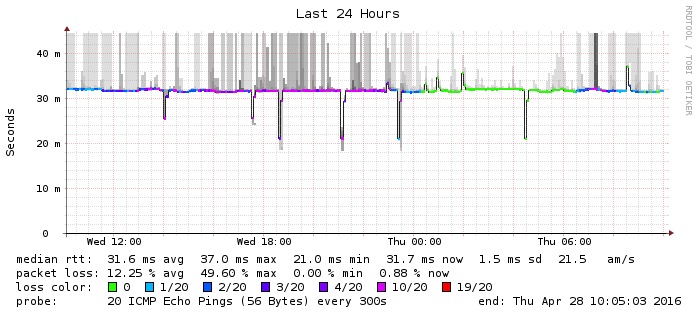 Last 24 Hours
RRDTOOL / TOBI OETIKER
Seconds
40 m
30 m
20 m
10 m
0
Wed 12:00 Wed 18:00 Thu 00:00 Thu 06:00
median rtt: 31.6 ms avg 37.0 ms max 21.0 ms min 31.7 ms now 1.5 ms sd 21.5 am/s
packet loss: 12.25 % avg 49.60 % max 0.00 % min 0.88 % now
loss color: 0 1/20 2/20 3/20 4/20 10/20 19/20
probe: 20 ICMP Echo Pings (56 Bytes) every 300s end: Thu Apr 28 10:05:03 2016